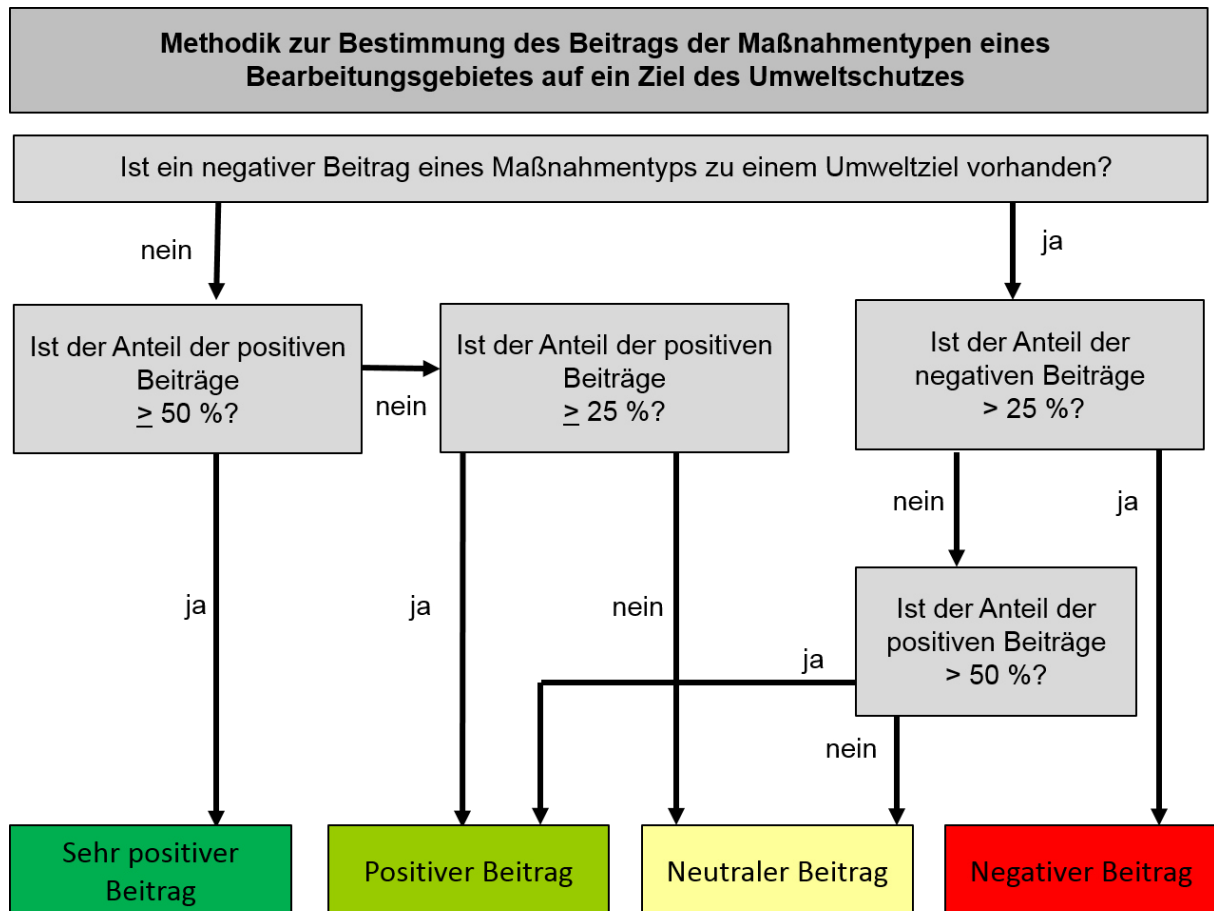 Methodik zur Bestimmung des Beitrags der Maßnahmentypen eines
Bearbeitungsgebietes auf ein Ziel des Umweltschutzes
Ist ein negativer Beitrag eines Maßnahmentyps zu einem Umweltziel vorhanden?
nein
ja
Ist der Anteil der positiven
Beiträge
≥ 50 %?
nein
Ist der Anteil der positiven
Beiträge
≥ 25 %?
Ist der Anteil der
negativen Beiträge
> 25 %?
nein
ja
ja
ja
nein
Ist der Anteil der
positiven Beiträge
> 50 %?
ja
nein
Sehr positiver
Beitrag
Positiver Beitrag
Neutraler Beitrag
Negativer Beitrag